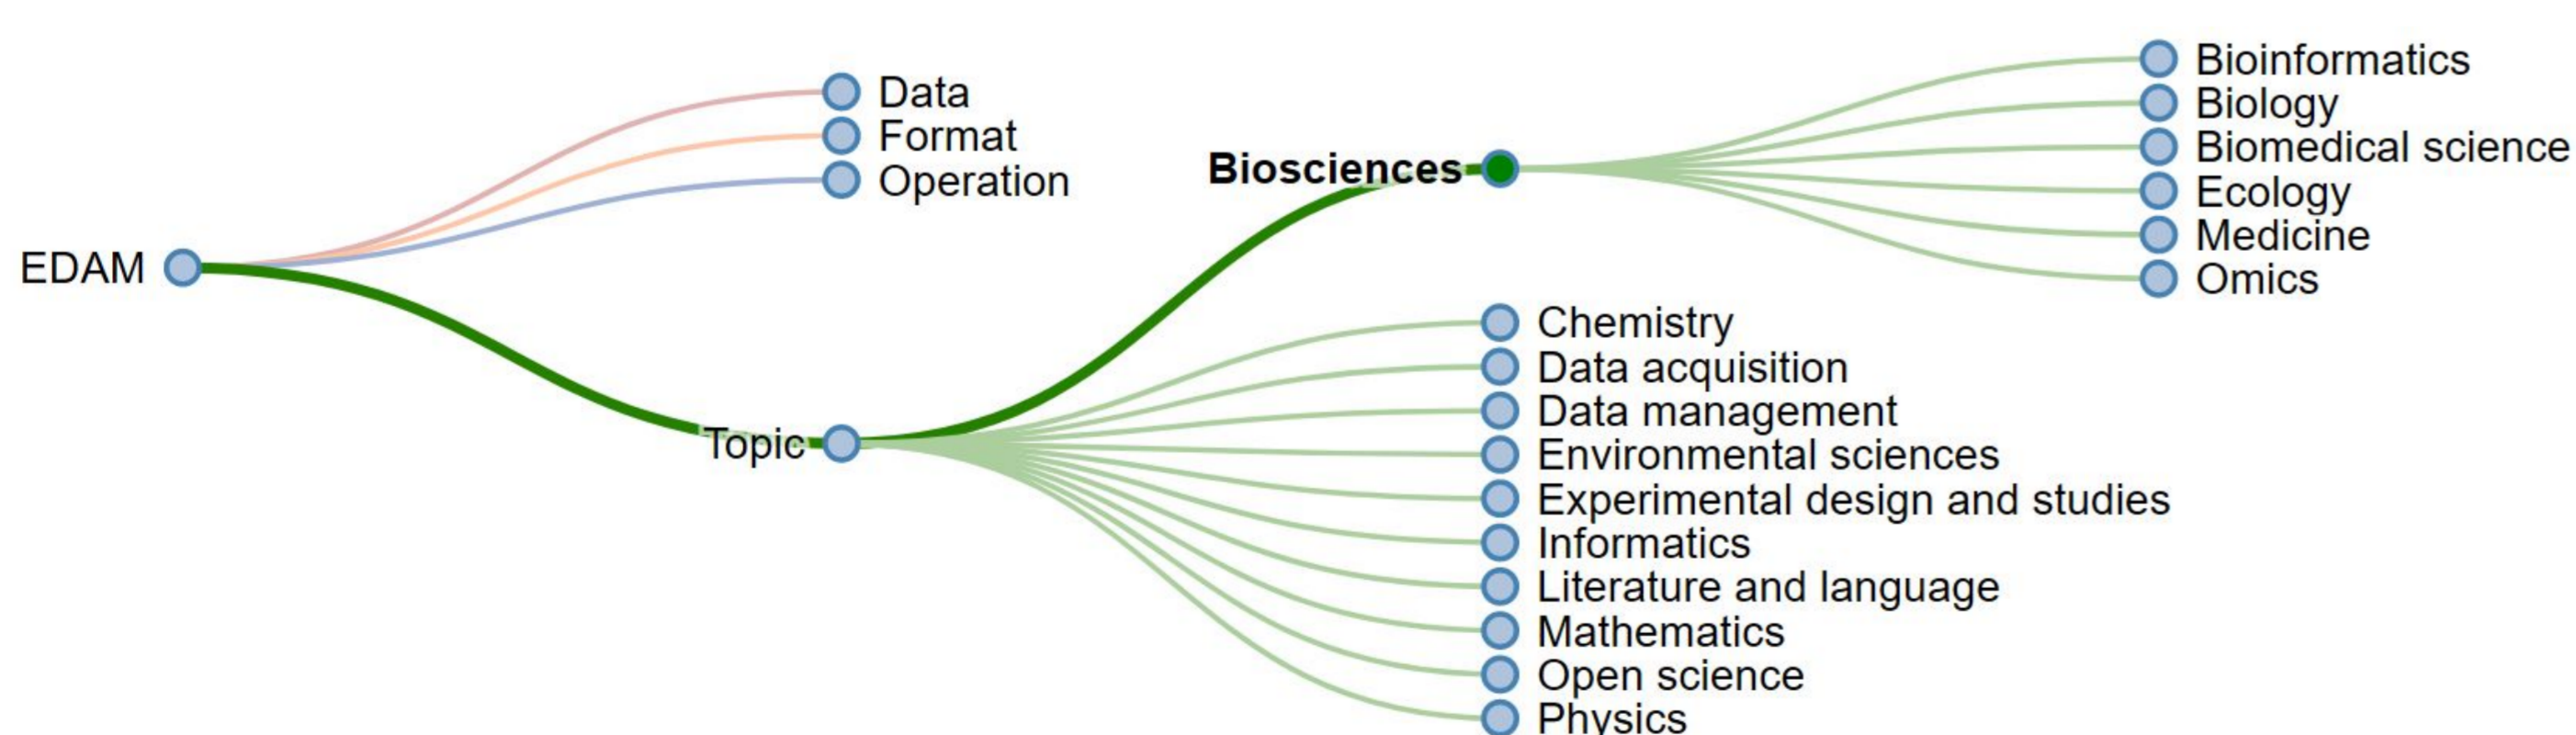 EDAM
Data
Format
Operation
Topic
Biosciences
Bioinformatics
Biology
Biomedical science
Ecology
Medicine
Omics
Chemistry
Data acquisition
Data management
Environmental sciences
Experimental design and studies
Informatics
Literature and language
Mathematics
Open science
Physics